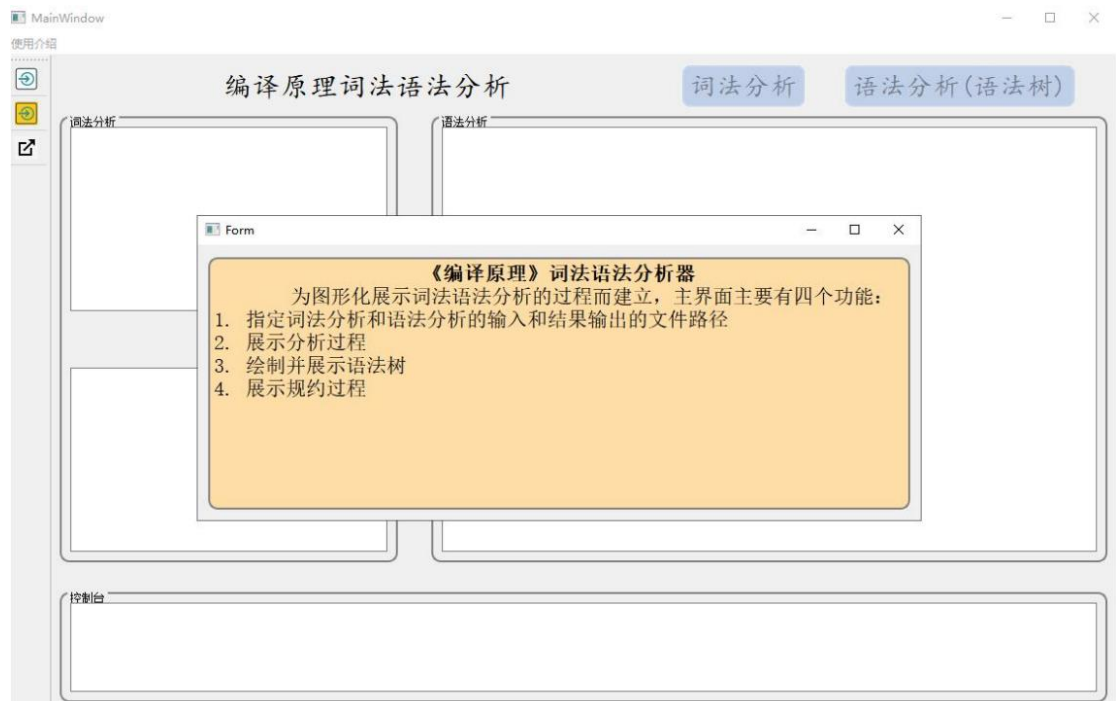 MainWindow
使用介绍
编译原理词法语法分析
词法分析
语法分析(语法树)
词法分析
语法分析
Form
《编译原理》词法语法分析器
为图形化展示词法语法分析的过程而建立，主界面主要有四个功能：
1. 指定词法分析和语法分析的输入和结果输出的文件路径
2. 展示分析过程
3. 绘制并展示语法树
4. 展示规约过程
控制台